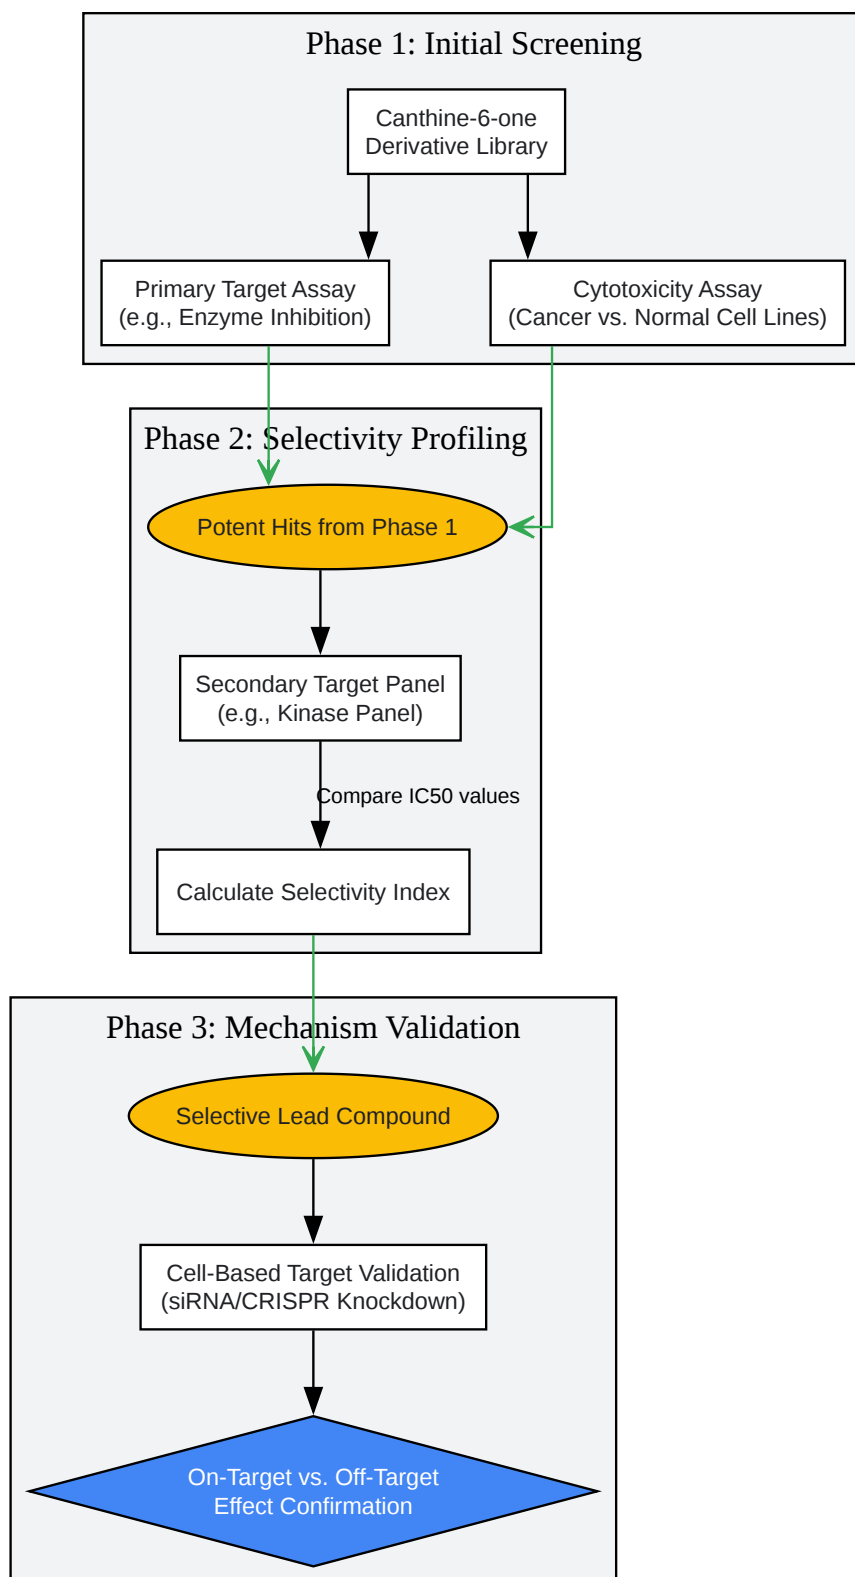 Phase 1: Initial Screening
Canthine-6-one
Derivative Library
Primary Target Assay
(e.g., Enzyme Inhibition)
Cytotoxicity Assay
(Cancer vs. Normal Cell Lines)
Phase 2: Selectivity Profiling
Potent Hits from Phase 1
Secondary Target Panel
(e.g., Kinase Panel)
Compare IC50 values
Calculate Selectivity Index
Phase 3: Mechanism Validation
Selective Lead Compound
Cell-Based Target Validation
(siRNA/CRISPR Knockdown)
On-Target vs. Off-Target
Effect Confirmation